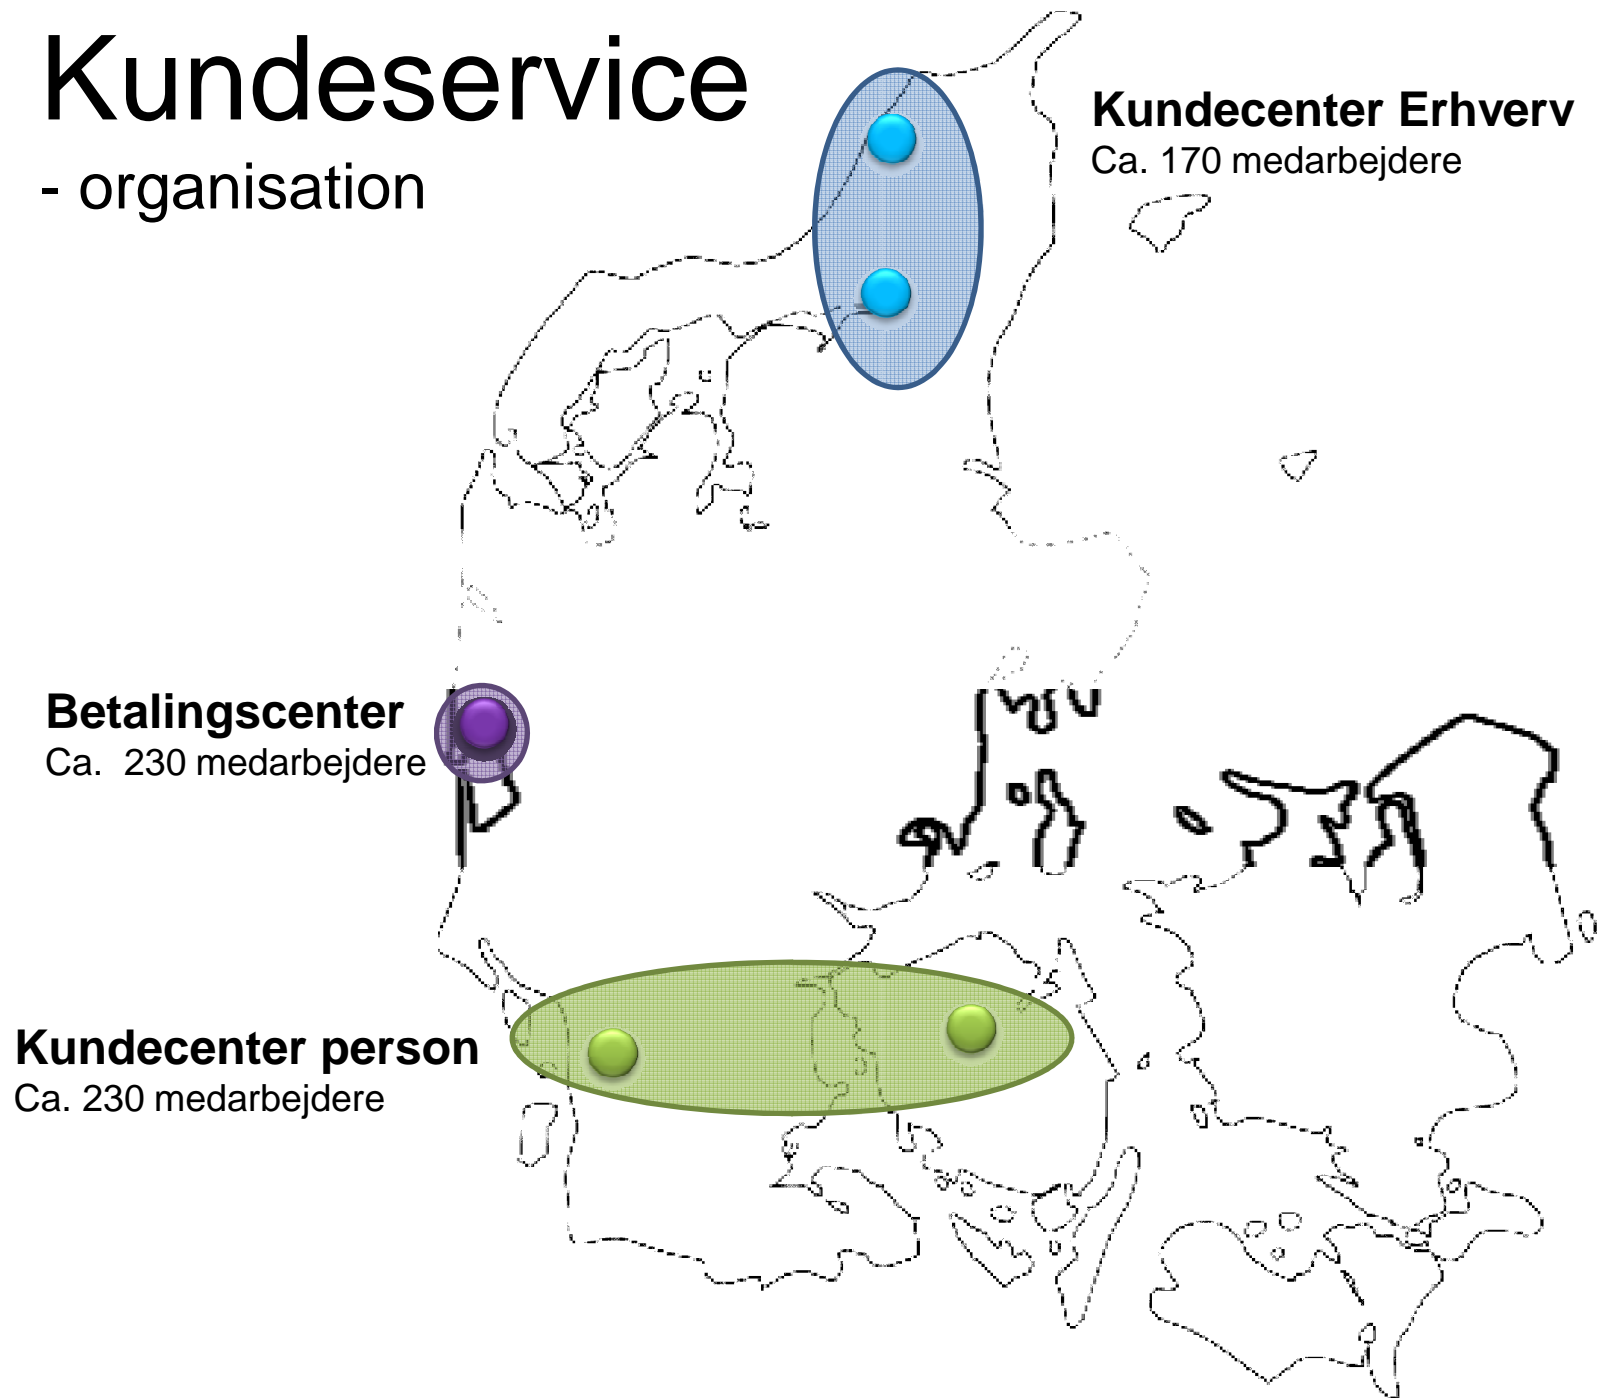 Kundeservice
- organisation
Kundecenter Erhverv
Ca. 170 medarbejdere
Betalingscenter
Ca.  230 medarbejdere
Kundecenter person
Ca. 230 medarbejdere